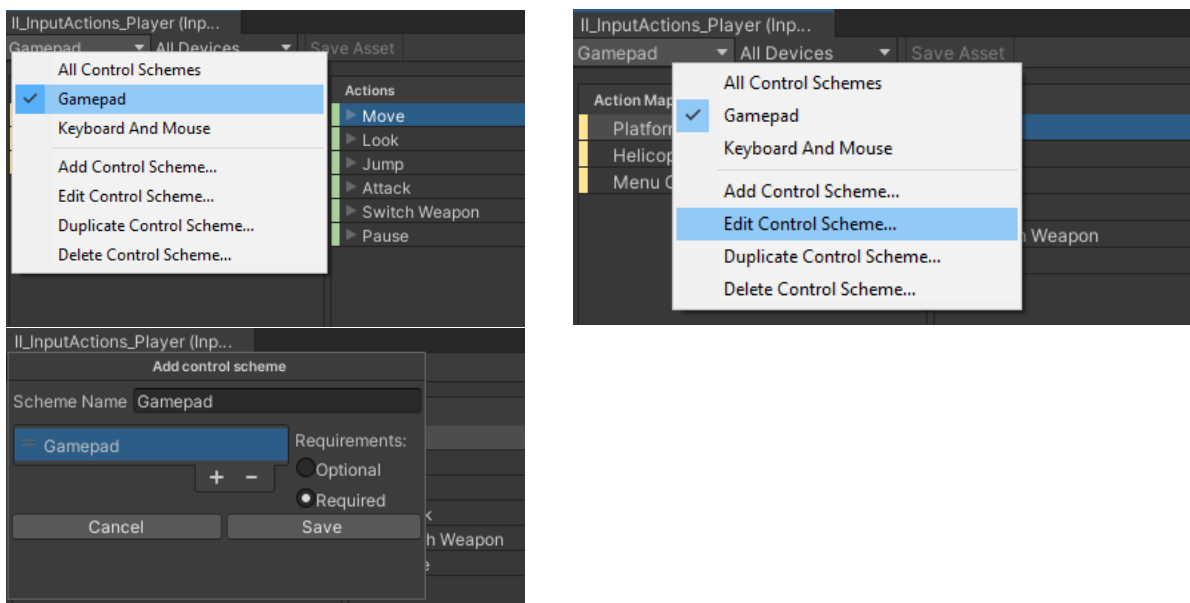 II_InputActions_Player (Inp...
Gamepad All Devices Save Asset
All Control Schemes
Gamepad
Keyboard And Mouse
Add Control Scheme...
Edit Control Scheme...
Duplicate Control Scheme...
Delete Control Scheme...
Actions
Move
Look
Jump
Attack
Switch Weapon
Pause
II_InputActions_Player (Inp...
Gamepad All Devices Save Asset
Action Map
Platfor
Helicop
Menu
All Control Schemes
Gamepad
Keyboard And Mouse
Add Control Scheme...
Edit Control Scheme...
Duplicate Control Scheme...
Delete Control Scheme...
Weapon
II_InputActions_Player (Inp...
Add control scheme
Scheme Name Gamepad
Gamepad
+ −
Requirements:
Optional
Required
Cancel Save
k
h Weapon